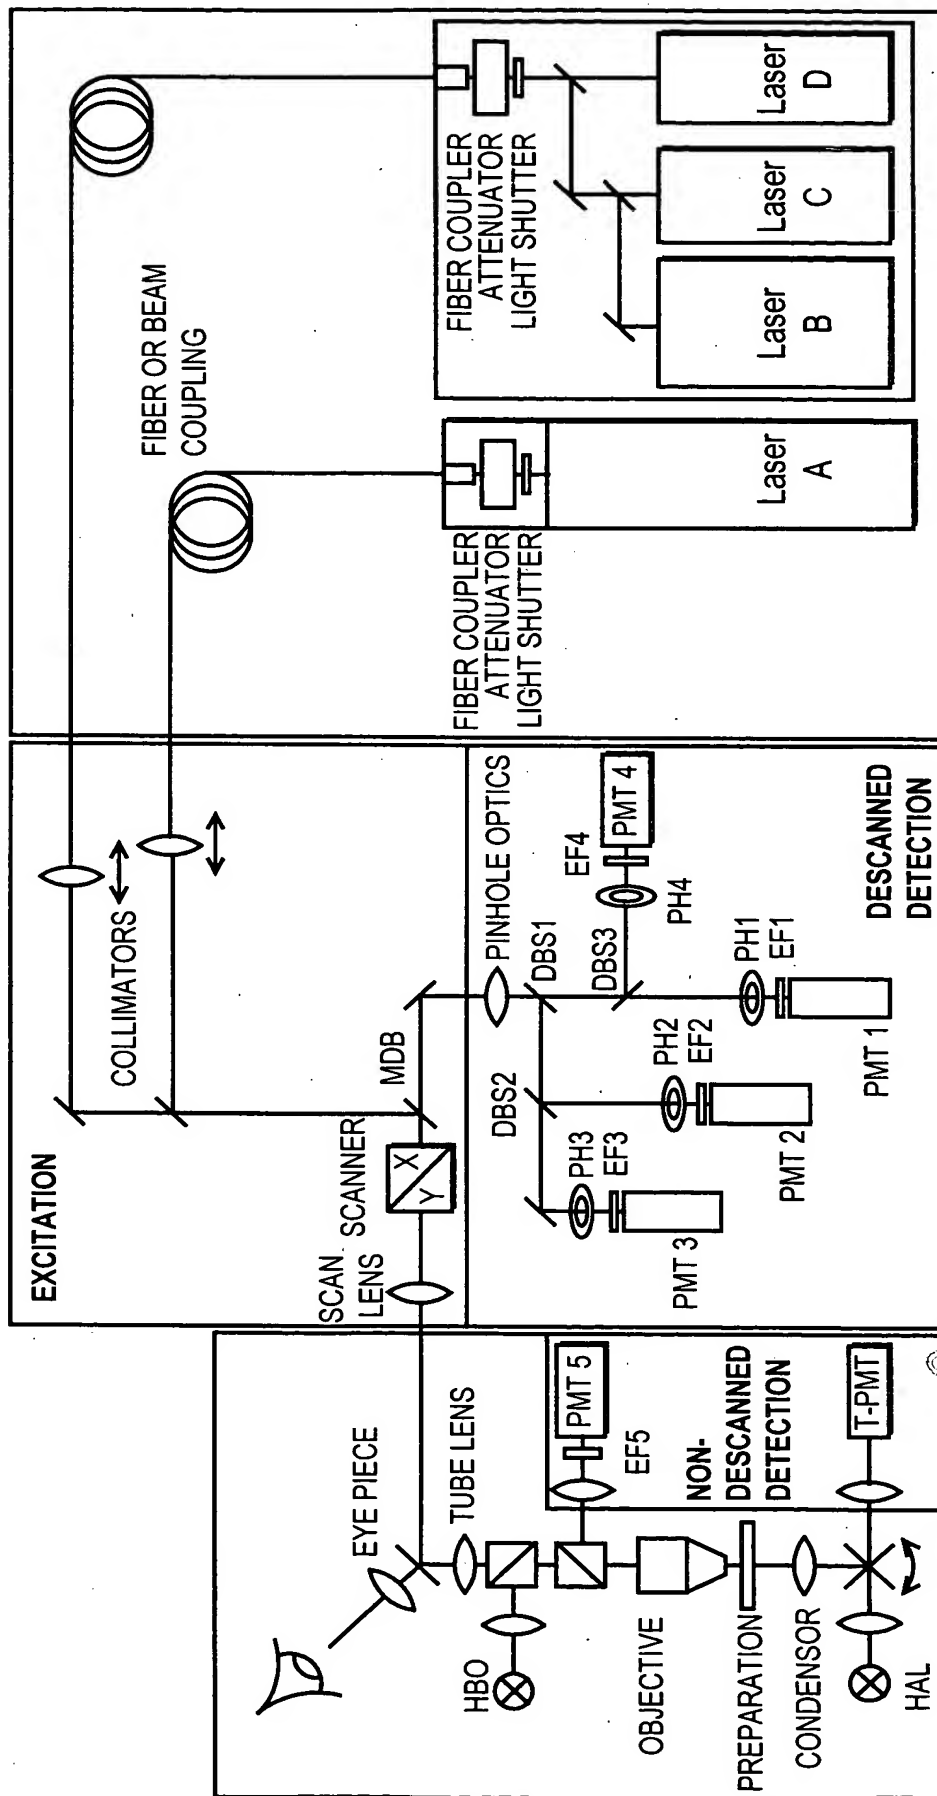 EXCITATION
COLLIMATORS
FIBER OR BEAM
COUPLING
FIBER COUPLER
ATTENUATOR
LIGHT SHUTTER
Laser
D
Laser
C
Laser
B
FIBER COUPLER
ATTENUATOR
LIGHT SHUTTER
Laser
A
SCAN
LENS
SCANNER
X
Y
MDB
PINHOLE OPTICS
DBS1
DBS2
DBS3
EF4
PMT 4
PH4
PH1
EF1
PMT 1
PH2
EF2
PMT 2
PH3
EF3
PMT 3
DESCANNED
DETECTION
EYE PIECE
TUBE LENS
HBO
PMT 5
EF5
NON-
DESCANNED
DETECTION
OBJECTIVE
PREPARATION
CONDENSOR
T-PMT
HAL